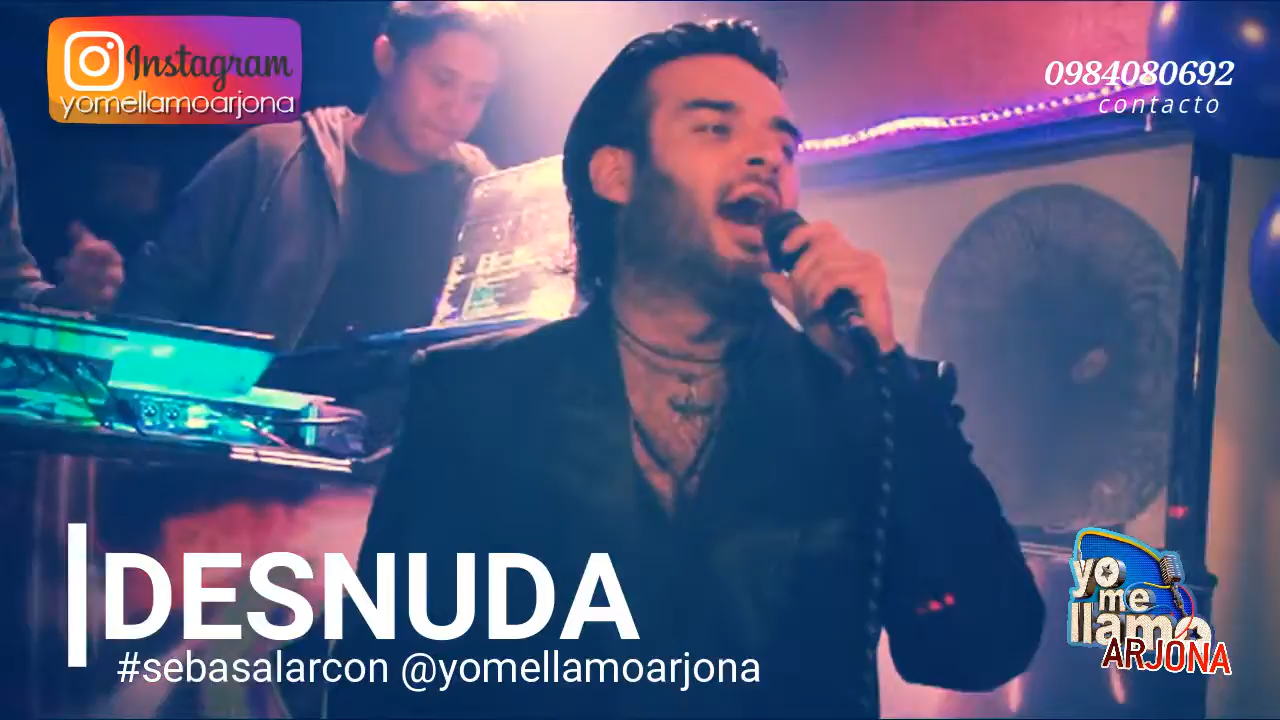 Instagram
yomellamoarjona
0984080692
contacto
DESNUDA
#sebasalarcon @yomellamoarjona
yo
me
llamo
ARJONA